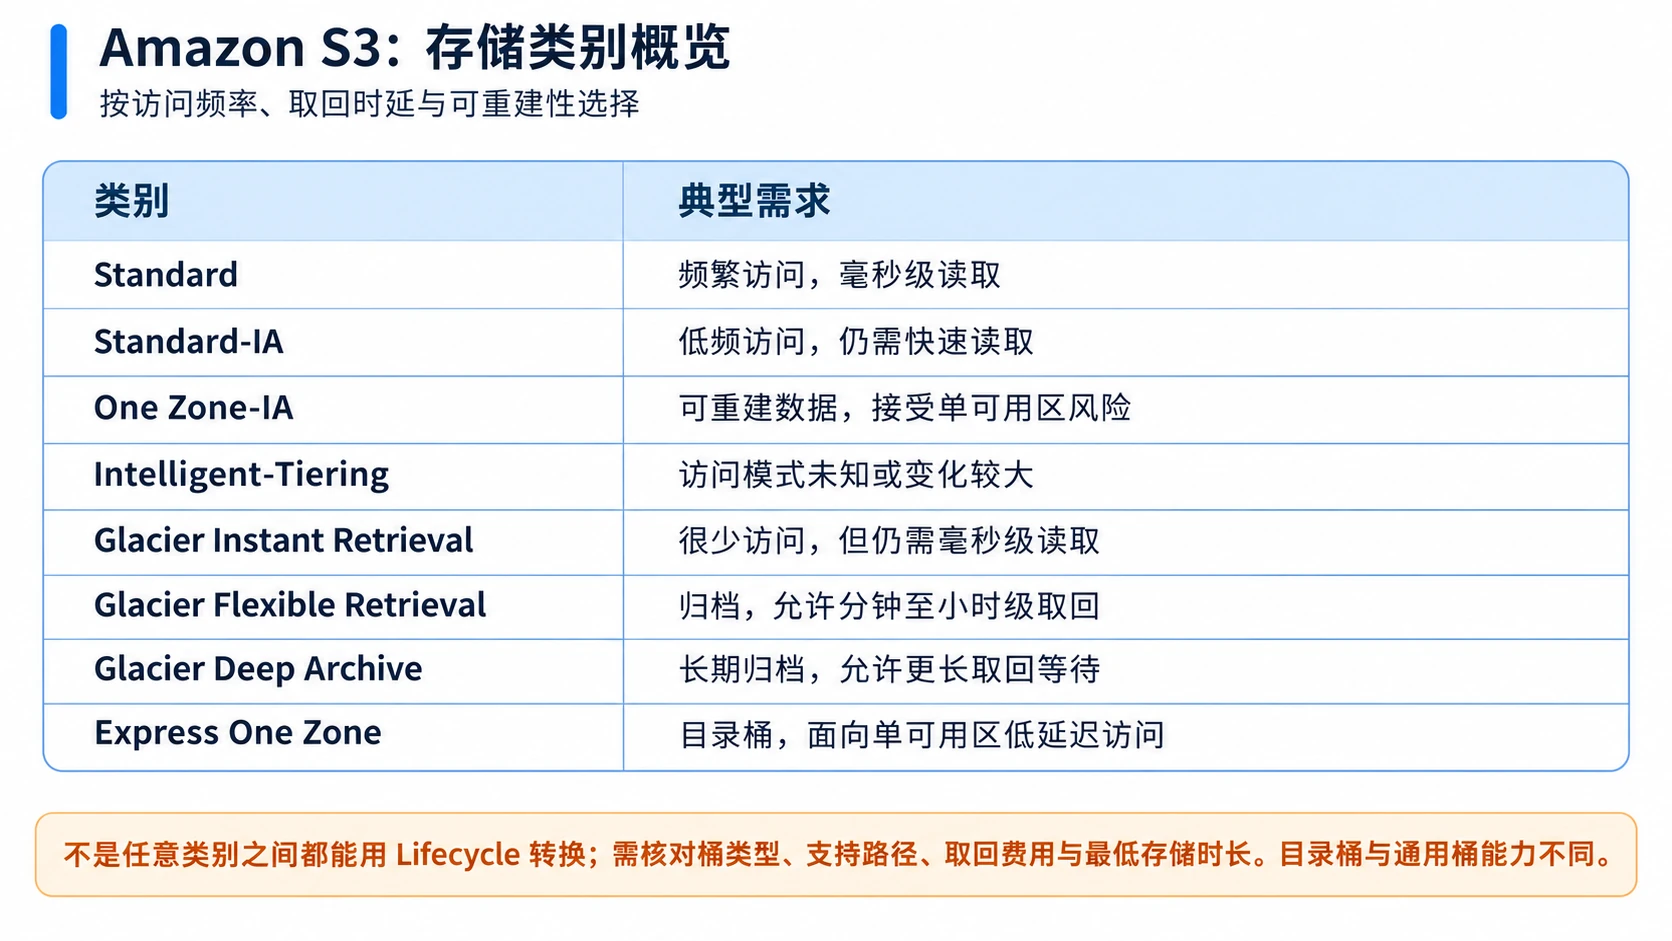 Amazon S3：存储类别概览
按访问频率、取回时延与可重建性选择
类别 典型需求
Standard 频繁访问，毫秒级读取
Standard-IA 低频访问，仍需快速读取
One Zone-IA 可重建数据，接受单可用区风险
Intelligent-Tiering 访问模式未知或变化较大
Glacier Instant Retrieval 很少访问，但仍需毫秒级读取
Glacier Flexible Retrieval 归档，允许分钟至小时级取回
Glacier Deep Archive 长期归档，允许更长取回等待
Express One Zone 目录桶，面向单可用区低延迟访问
不是任意类别之间都能用 Lifecycle 转换；需核对桶类型、支持路径、取回费用与最低存储时长。目录桶与通用桶能力不同。